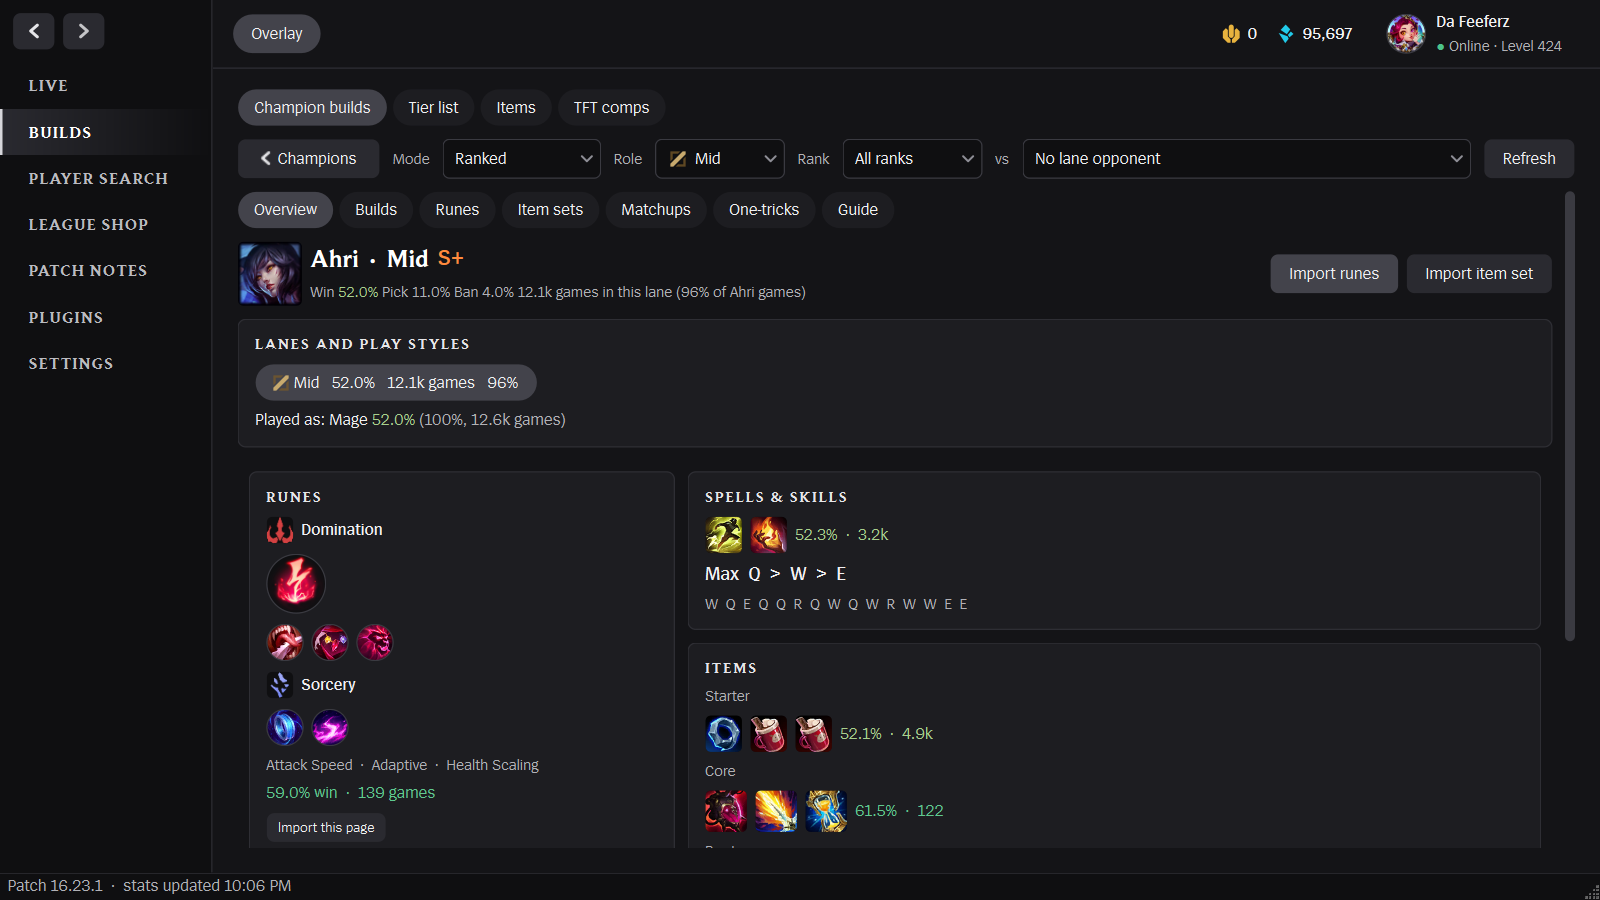 Overlay
0
95,697
Da Feeferz
Online · Level 424
LIVE
BUILDS
PLAYER SEARCH
LEAGUE SHOP
PATCH NOTES
PLUGINS
SETTINGS
Champion builds
Tier list
Items
TFT comps
Champions
Mode
Ranked
Role
Mid
Rank
All ranks
vs
No lane opponent
Refresh
Overview
Builds
Runes
Item sets
Matchups
One-tricks
Guide
Ahri · Mid S+
Win 52.0% Pick 11.0% Ban 4.0% 12.1k games in this lane (96% of Ahri games)
Import runes
Import item set
LANES AND PLAY STYLES
Mid 52.0% 12.1k games 96%
Played as: Mage 52.0% (100%, 12.6k games)
RUNES
Domination
Sorcery
Attack Speed · Adaptive · Health Scaling
59.0% win · 139 games
Import this page
SPELLS & SKILLS
52.3% · 3.2k
Max Q > W > E
W Q E Q Q R Q W Q W R W W E E
ITEMS
Starter
52.1% · 4.9k
Core
61.5% · 122
Patch 16.23.1 · stats updated 10:06 PM